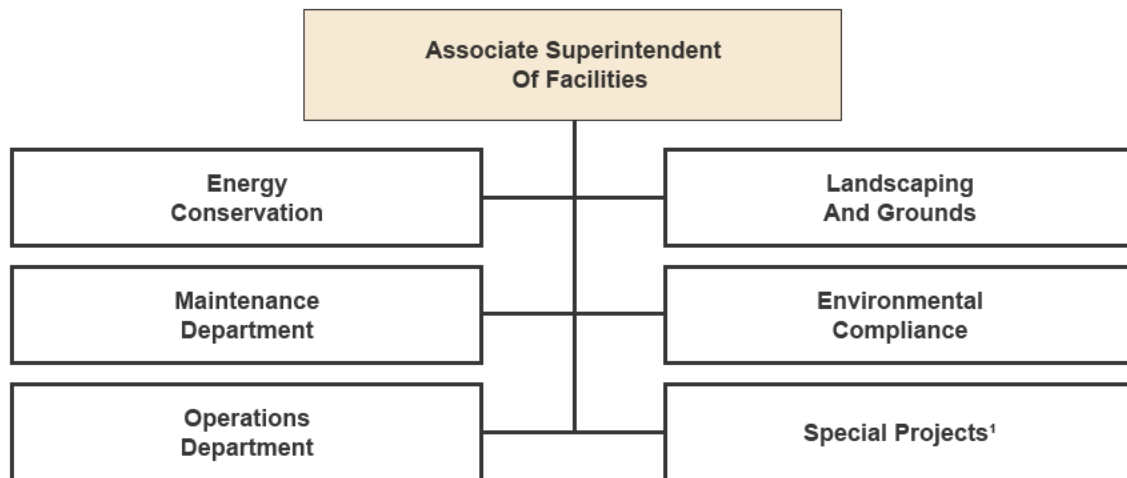 Associate Superintendent
Of Facilities
Energy
Conservation
Landscaping
And Grounds
Maintenance
Department
Environmental
Compliance
Operations
Department
Special Projects¹